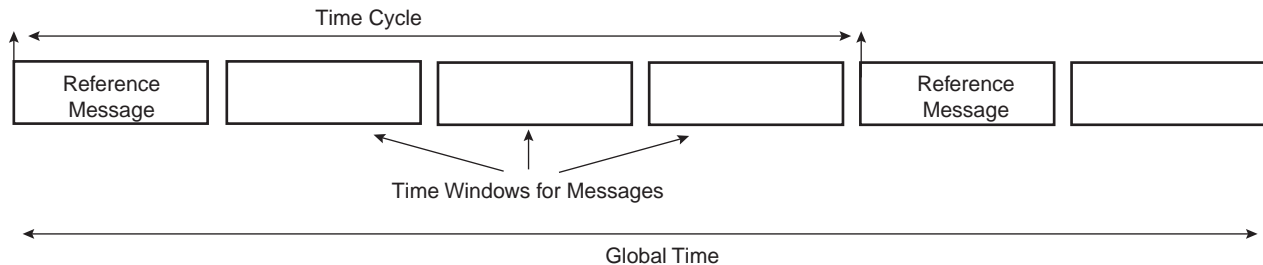 Time Cycle
Reference
Message
Reference
Message
Time Windows for Messages
Global Time